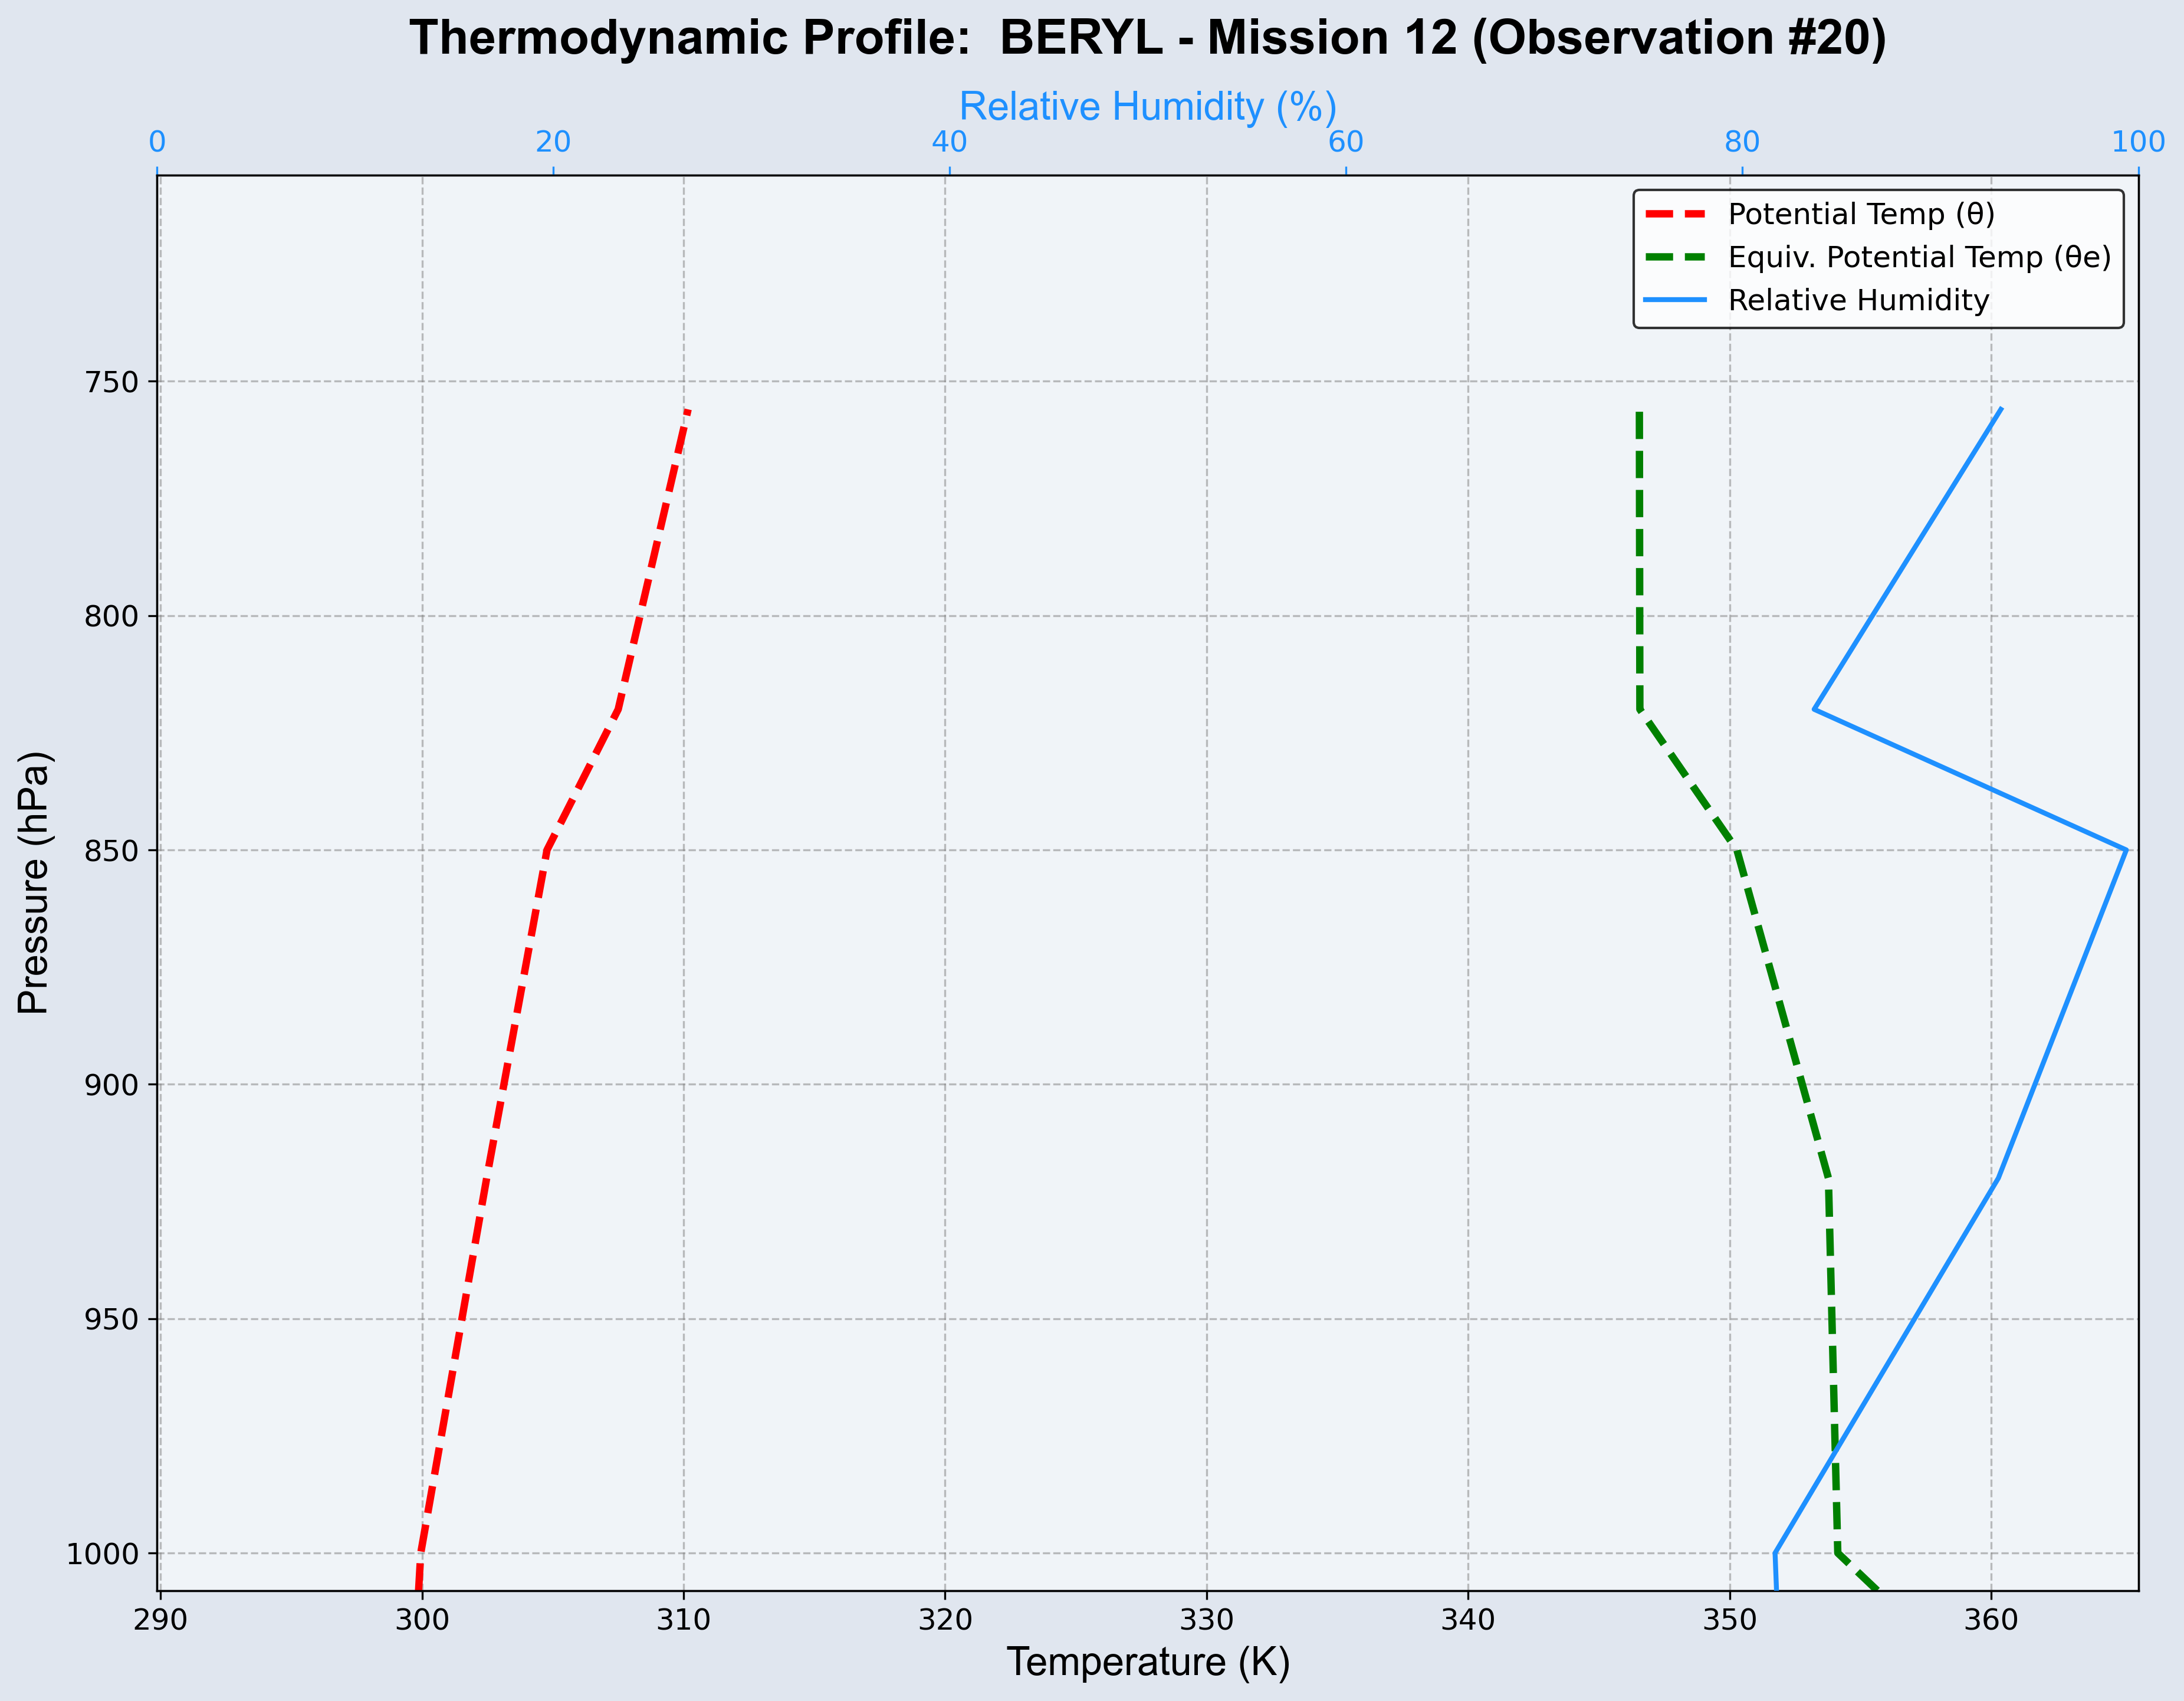 Thermodynamic Profile:  BERYL - Mission 12 (Observation #20)
Relative Humidity (%)
0 20 40 60 80 100
Potential Temp (θ)
Equiv. Potential Temp (θe)
Relative Humidity
750
800
850
900
950
1000
Pressure (hPa)
290 300 310 320 330 340 350 360
Temperature (K)